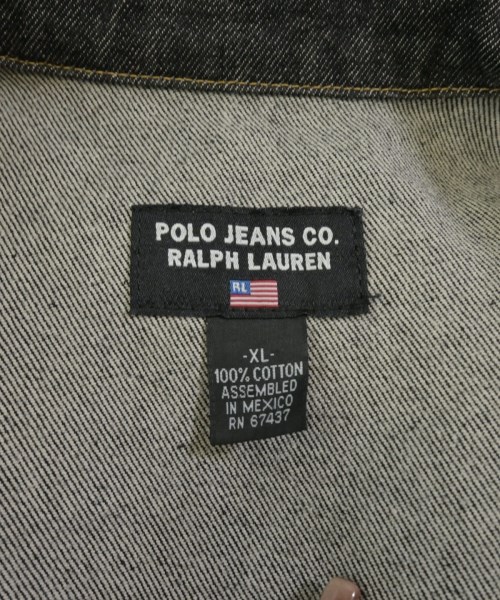 POLO JEANS CO.
RALPH LAUREN
RL
-XL-
100% COTTON
ASSEMBLED
IN MEXICO
RN 67437